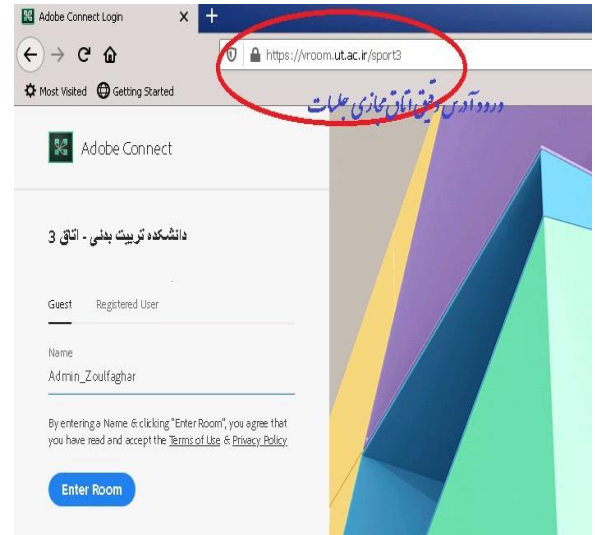 Adobe Connect Login
https://vroom.ut.ac.ir/sport3
Most Visited Getting Started
ورود آدرس دقیق اتاق مجازی جلسات
Adobe Connect
دانشکده تربیت بدنی - اتاق 3
Guest Registered User
Name
Admin_Zoulfaghar
By entering a Name & clicking "Enter Room", you agree that
you have read and accept the Terms of Use & Privacy Policy
Enter Room